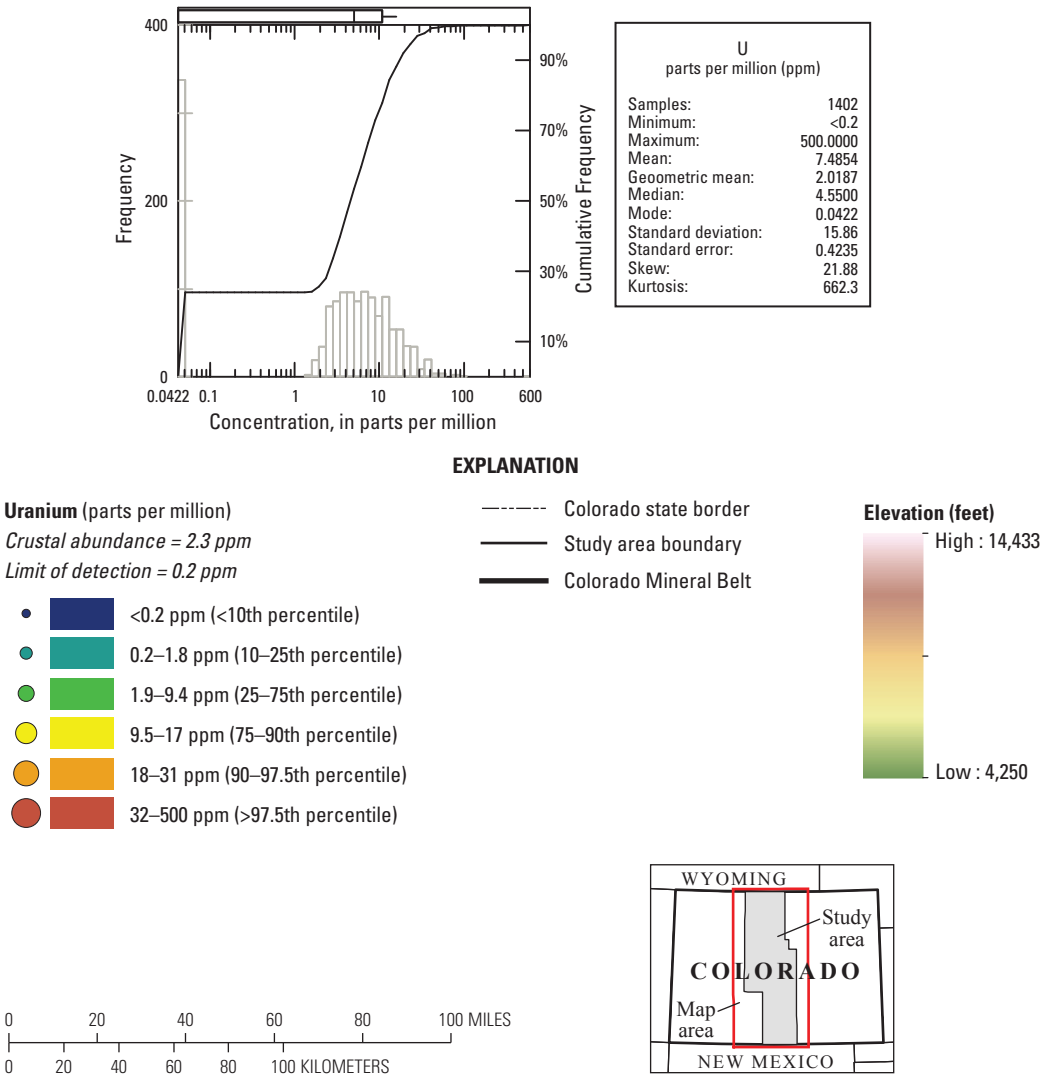 400
200
0
Frequency
90%
70%
50%
30%
10%
Cumulative Frequency
0.0422 0.1 1 10 100 600
Concentration, in parts per million
U
parts per million (ppm)
Samples: 1402
Minimum: <0.2
Maximum: 500.0000
Mean: 7.4854
Geoometric mean: 2.0187
Median: 4.5500
Mode: 0.0422
Standard deviation: 15.86
Standard error: 0.4235
Skew: 21.88
Kurtosis: 662.3
EXPLANATION
Uranium (parts per million)
Crustal abundance = 2.3 ppm
Limit of detection = 0.2 ppm
<0.2 ppm (<10th percentile)
0.2–1.8 ppm (10–25th percentile)
1.9–9.4 ppm (25–75th percentile)
9.5–17 ppm (75–90th percentile)
18–31 ppm (90–97.5th percentile)
32–500 ppm (>97.5th percentile)
Colorado state border
Study area boundary
Colorado Mineral Belt
Elevation (feet)
High : 14,433
Low : 4,250
0 20 40 60 80 100 MILES
0 20 40 60 80 100 KILOMETERS
WYOMING
Study
area
COLORADO
Map
area
NEW MEXICO